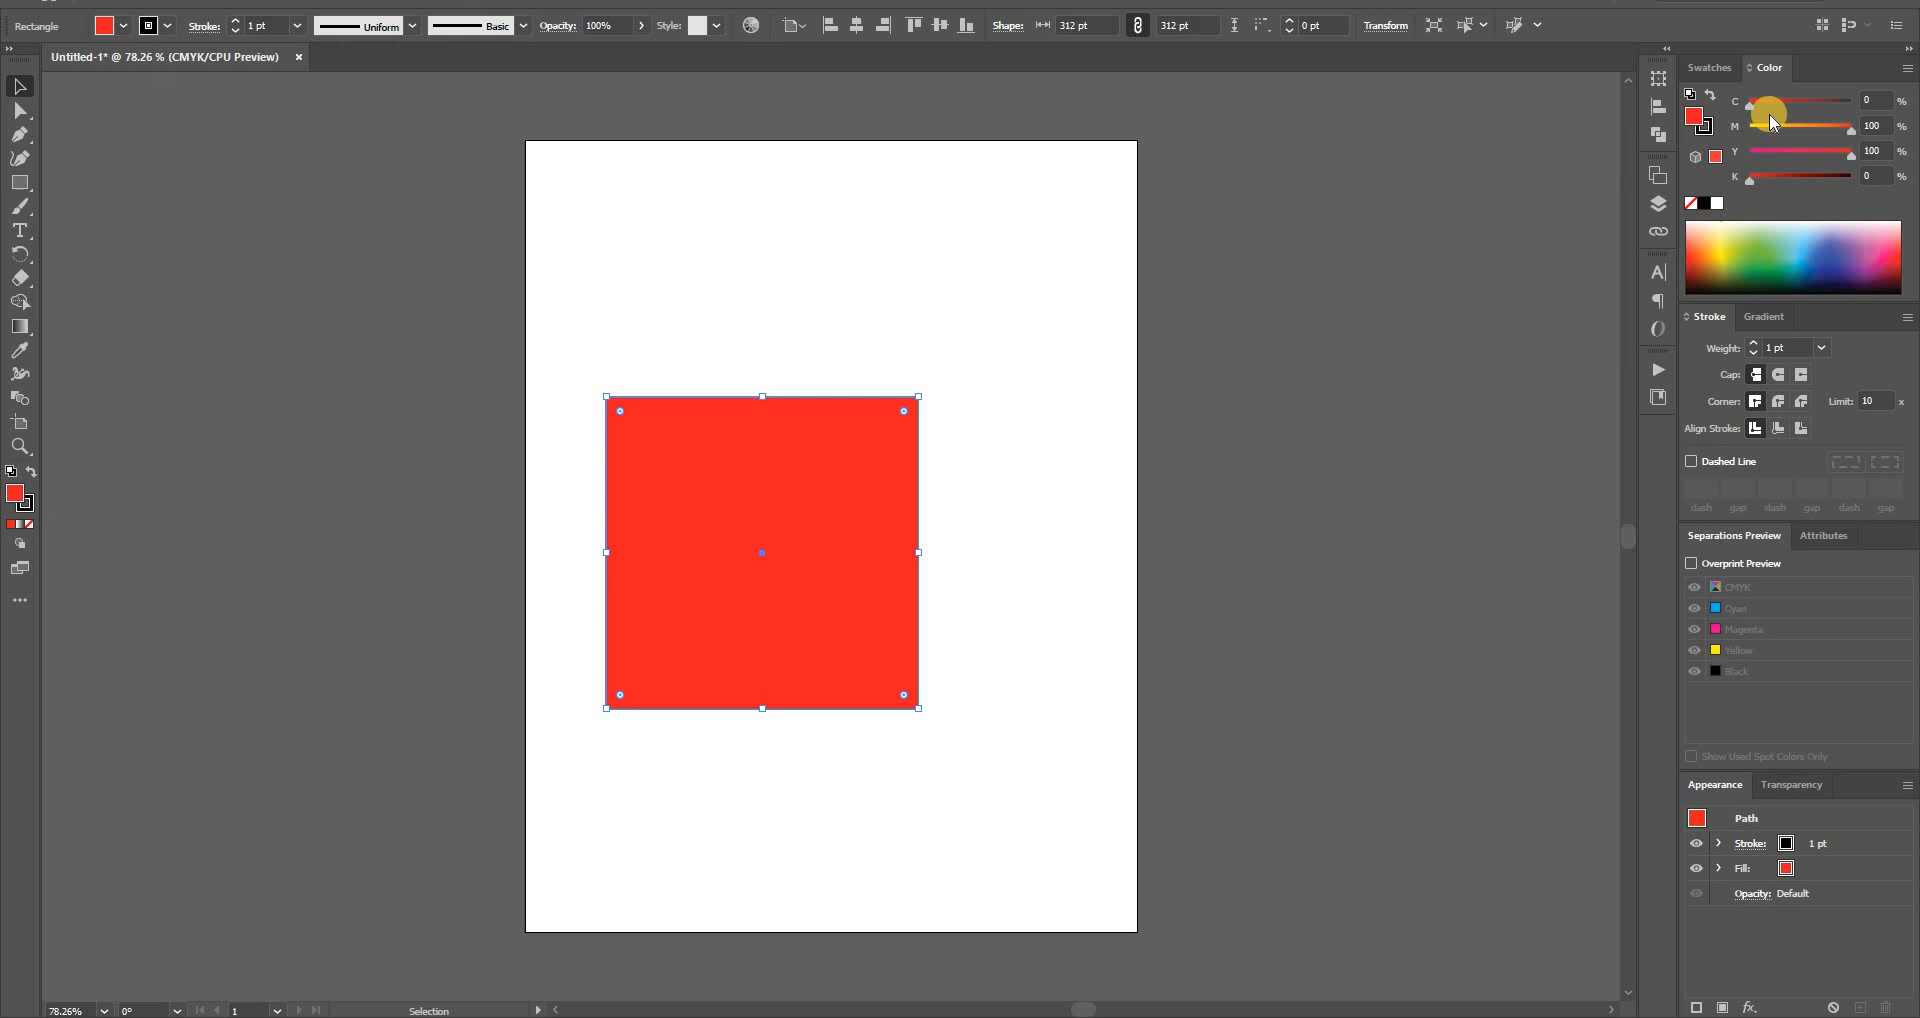 Rectangle Stroke: 1 pt Uniform Basic Opacity: 100% Style: Shape: 312 pt 312 pt 0 pt Transform
Untitled-1* @ 78.26 % (CMYK/CPU Preview) ×
Swatches Color
C 0 %
M 100 %
Y 100 %
K 0 %
Stroke Gradient
Weight: 1 pt
Cap:
Corner: Limit: 10 x
Align Stroke:
Dashed Line
dash gap dash gap dash gap
Separations Preview Attributes
Overprint Preview
CMYK
Cyan
Magenta
Yellow
Black
Show Used Spot Colors Only
Appearance Transparency
Path
Stroke: 1 pt
Fill:
Opacity: Default
fx.
78.26% 0° 1 Selection